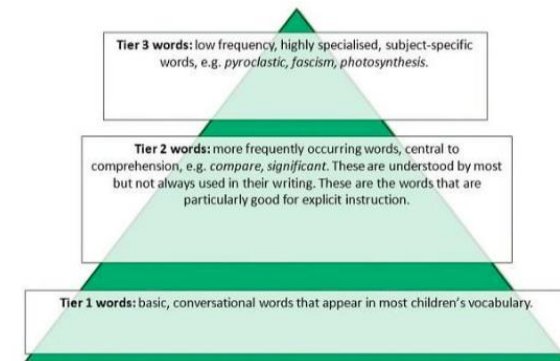 Tier 3 words: low frequency, highly specialised, subject-specific
words, e.g. pyroclastic, fascism, photosynthesis.
Tier 2 words: more frequently occurring words, central to
comprehension, e.g. compare, significant. These are understood by most
but not always used in their writing. These are the words that are
particularly good for explicit instruction.
Tier 1 words: basic, conversational words that appear in most children's vocabulary.